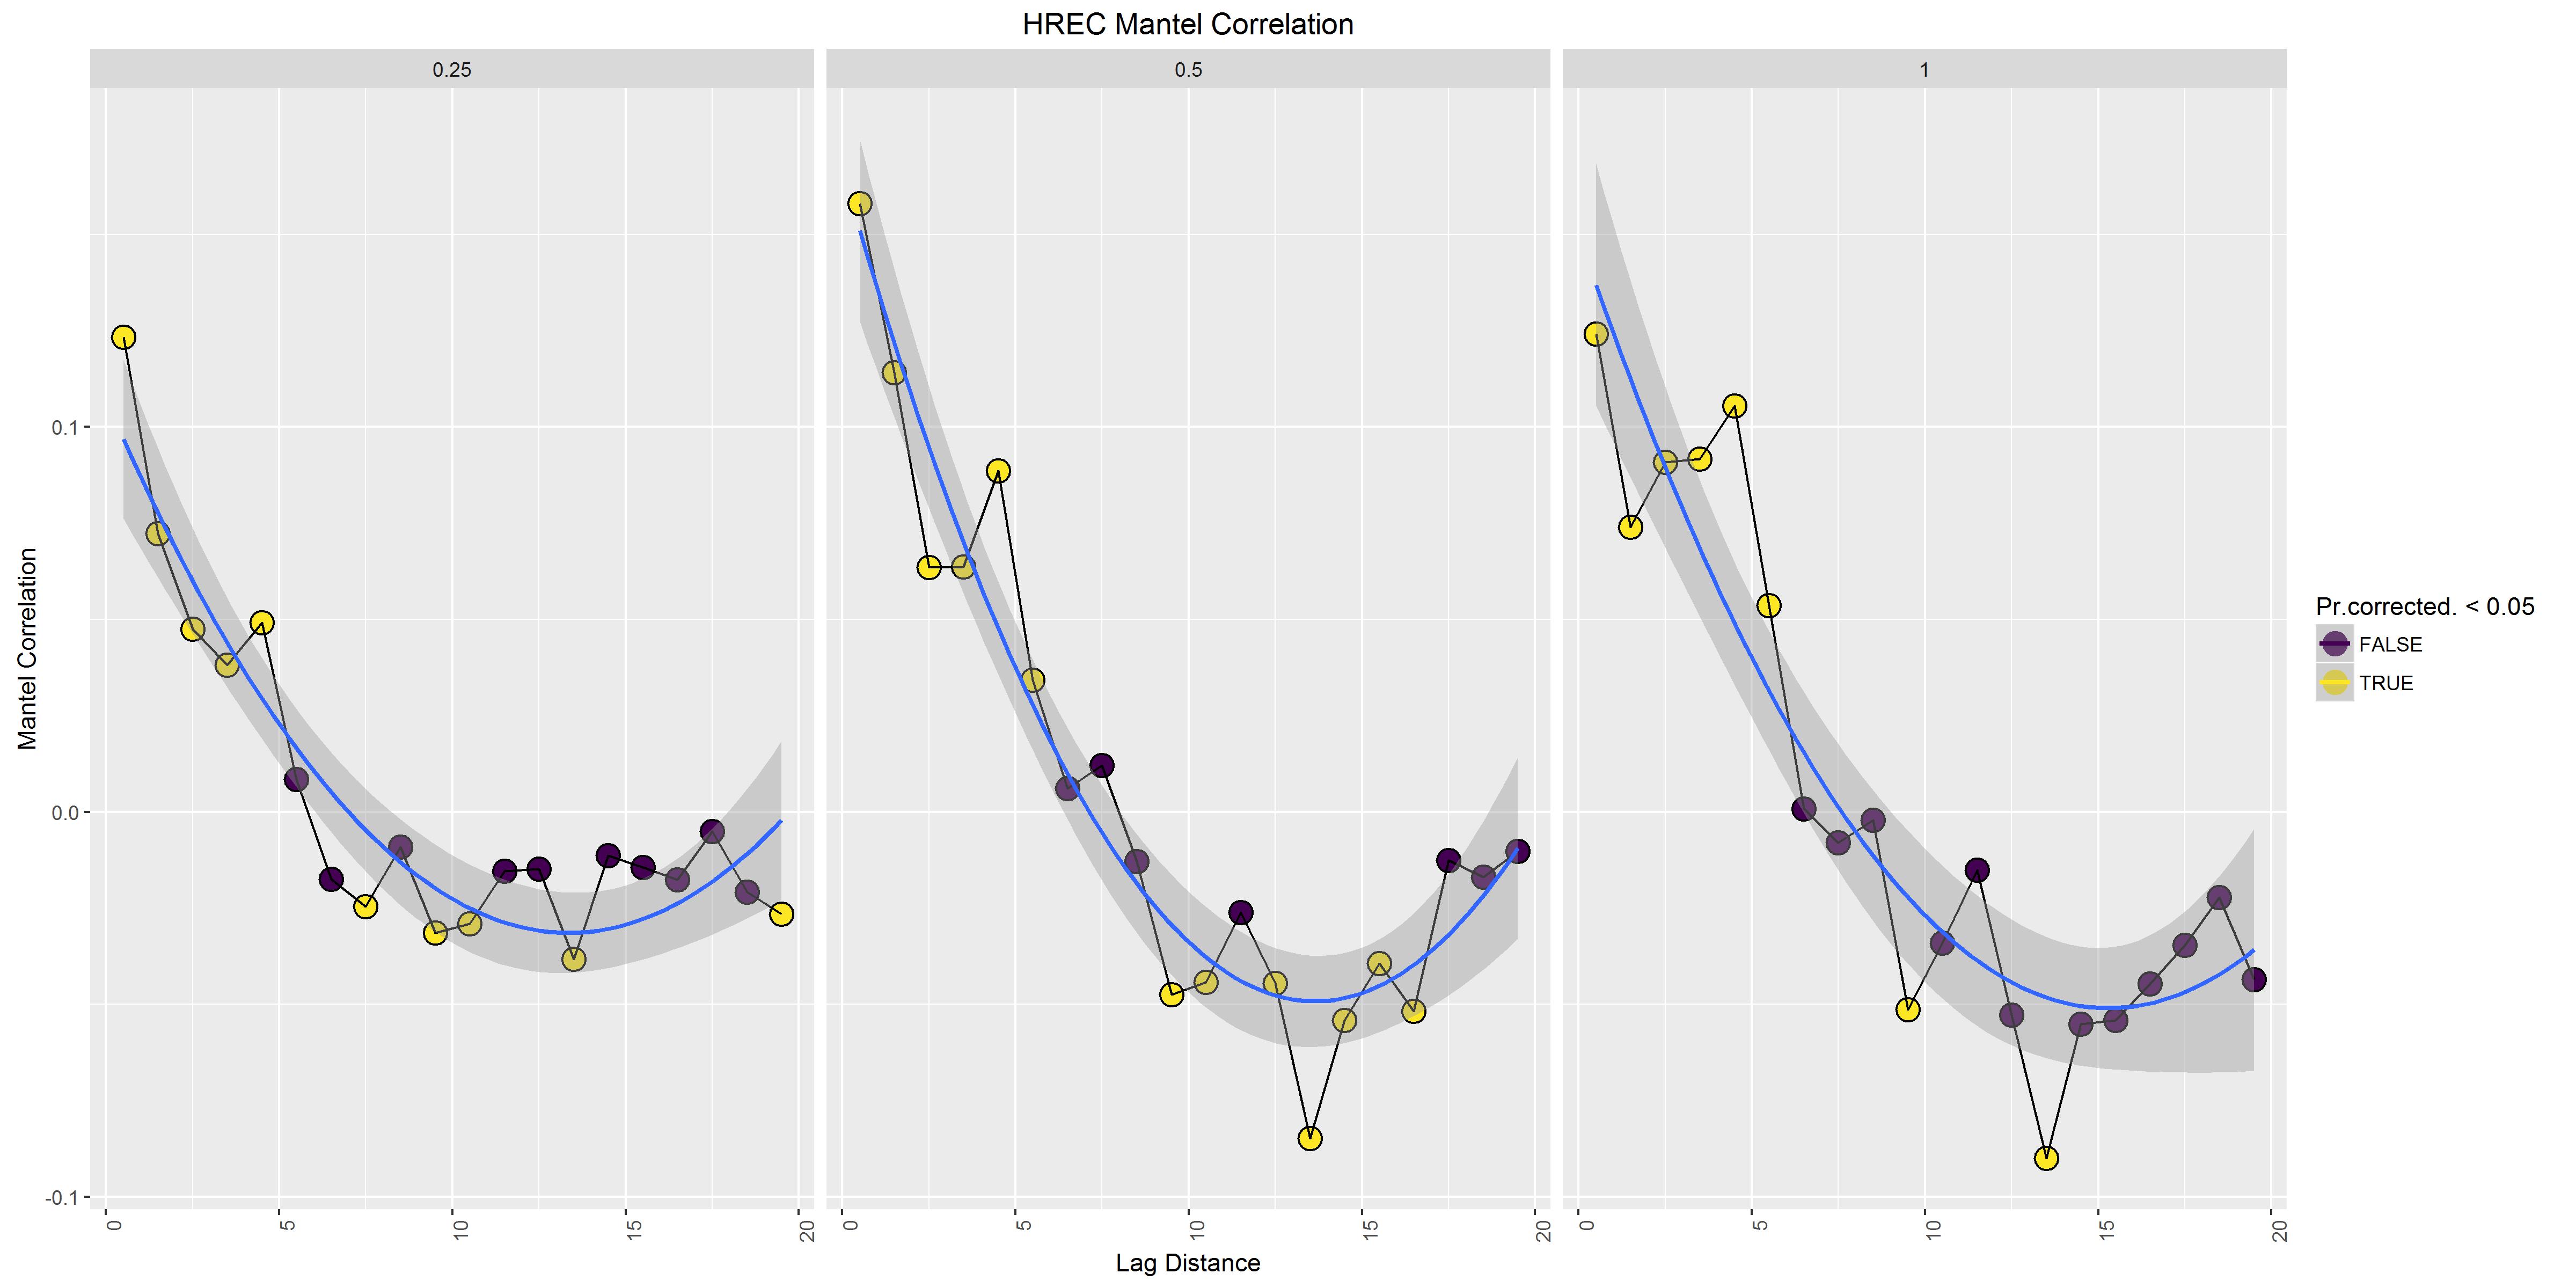 HREC Mantel Correlation
0.25 0.5 1
Mantel Correlation
0.1
0.0
-0.1
0 5 10 15 20 0 5 10 15 20 0 5 10 15 20
Lag Distance
Pr.corrected. < 0.05
FALSE
TRUE